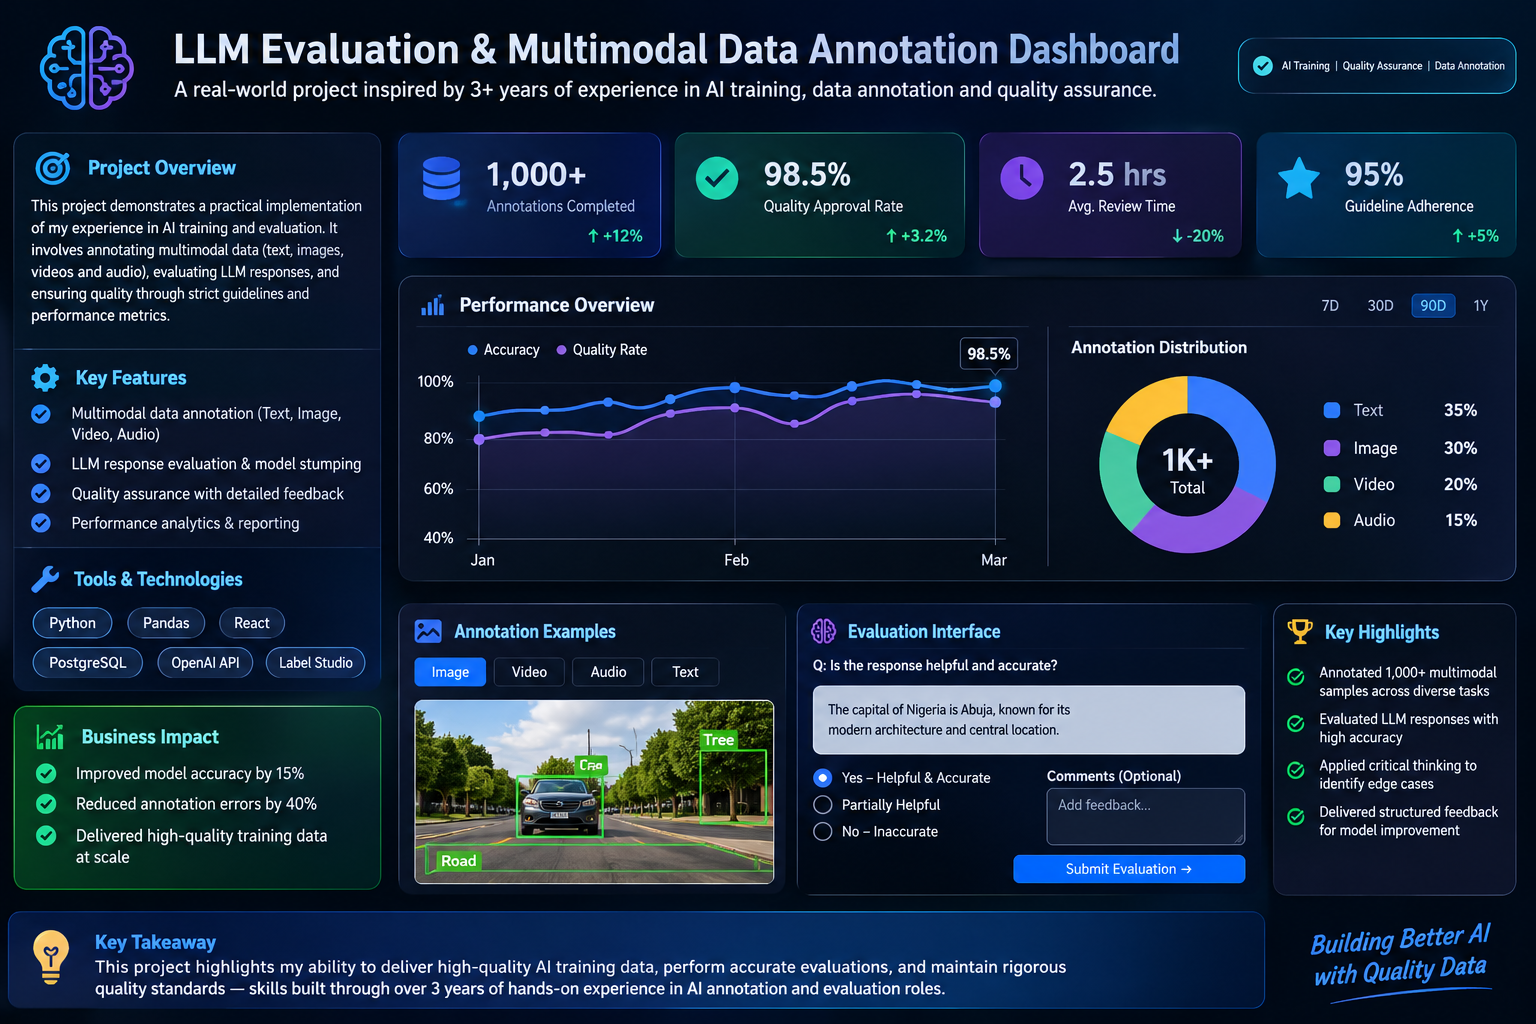 LLM Evaluation & Multimodal Data Annotation Dashboard
A real-world project inspired by 3+ years of experience in AI training, data annotation and quality assurance.
AI Training | Quality Assurance | Data Annotation
Project Overview
This project demonstrates a practical implementation
of my experience in AI training and evaluation. It
involves annotating multimodal data (text, images,
videos and audio), evaluating LLM responses, and
ensuring quality through strict guidelines and
performance metrics.
Key Features
Multimodal data annotation (Text, Image,
Video, Audio)
LLM response evaluation & model stumping
Quality assurance with detailed feedback
Performance analytics & reporting
Tools & Technologies
Python
Pandas
React
PostgreSQL
OpenAI API
Label Studio
Business Impact
Improved model accuracy by 15%
Reduced annotation errors by 40%
Delivered high-quality training data
at scale
1,000+
Annotations Completed
↑ +12%
98.5%
Quality Approval Rate
↑ +3.2%
2.5 hrs
Avg. Review Time
↓ -20%
95%
Guideline Adherence
↑ +5%
Performance Overview
7D
30D
90D
1Y
Accuracy
Quality Rate
98.5%
100%
80%
60%
40%
Jan
Feb
Mar
Annotation Distribution
1K+
Total
Text 35%
Image 30%
Video 20%
Audio 15%
Annotation Examples
Image
Video
Audio
Text
Tree
Road
Evaluation Interface
Q: Is the response helpful and accurate?
The capital of Nigeria is Abuja, known for its
modern architecture and central location.
Yes – Helpful & Accurate
Partially Helpful
No – Inaccurate
Comments (Optional)
Add feedback...
Submit Evaluation →
Key Highlights
Annotated 1,000+ multimodal
samples across diverse tasks
Evaluated LLM responses with
high accuracy
Applied critical thinking to
identify edge cases
Delivered structured feedback
for model improvement
Key Takeaway
This project highlights my ability to deliver high-quality AI training data, perform accurate evaluations, and maintain rigorous
quality standards — skills built through over 3 years of hands-on experience in AI annotation and evaluation roles.
Building Better AI
with Quality Data